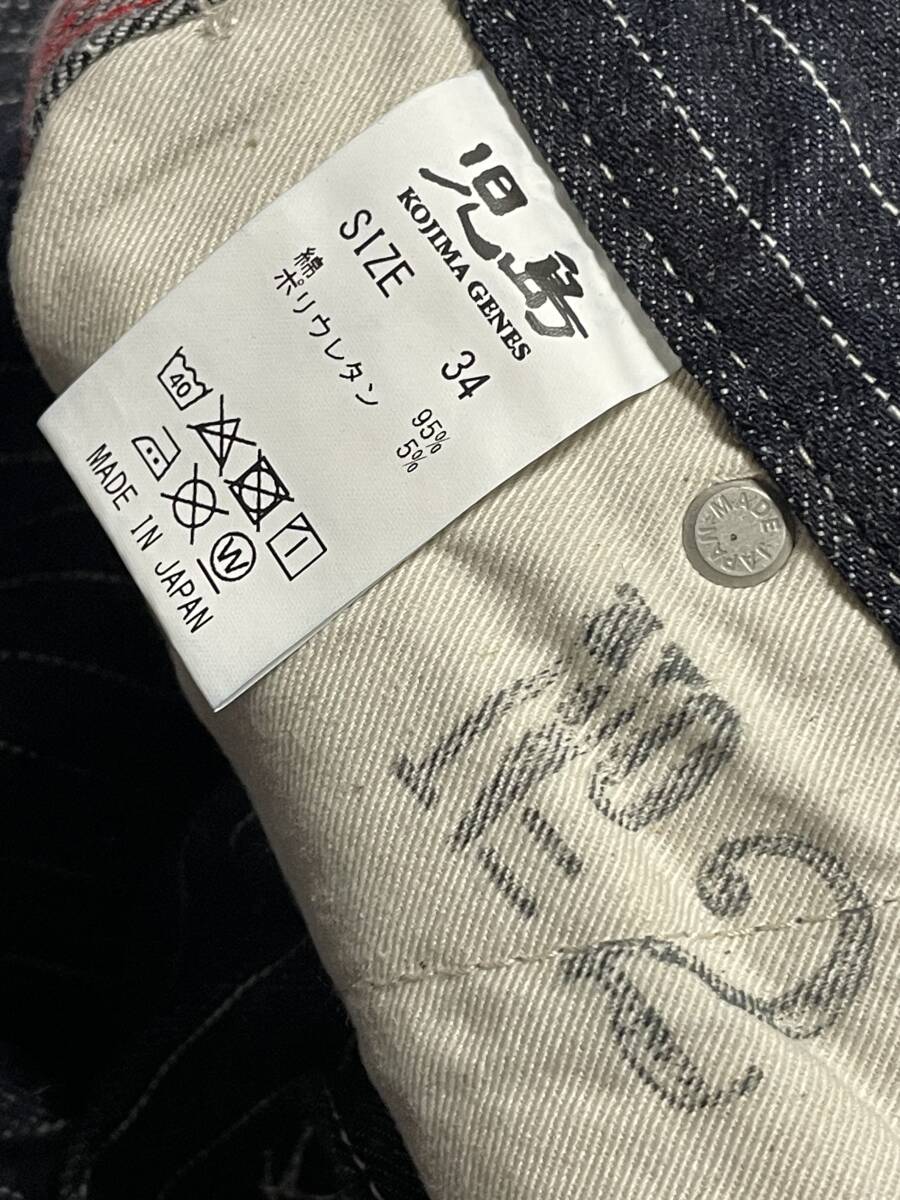 児島
KOJIMA GENES
SIZE 34
綿 95%
ポリウレタン 5%
40
W
MADE IN JAPAN
MADE IN JAPAN